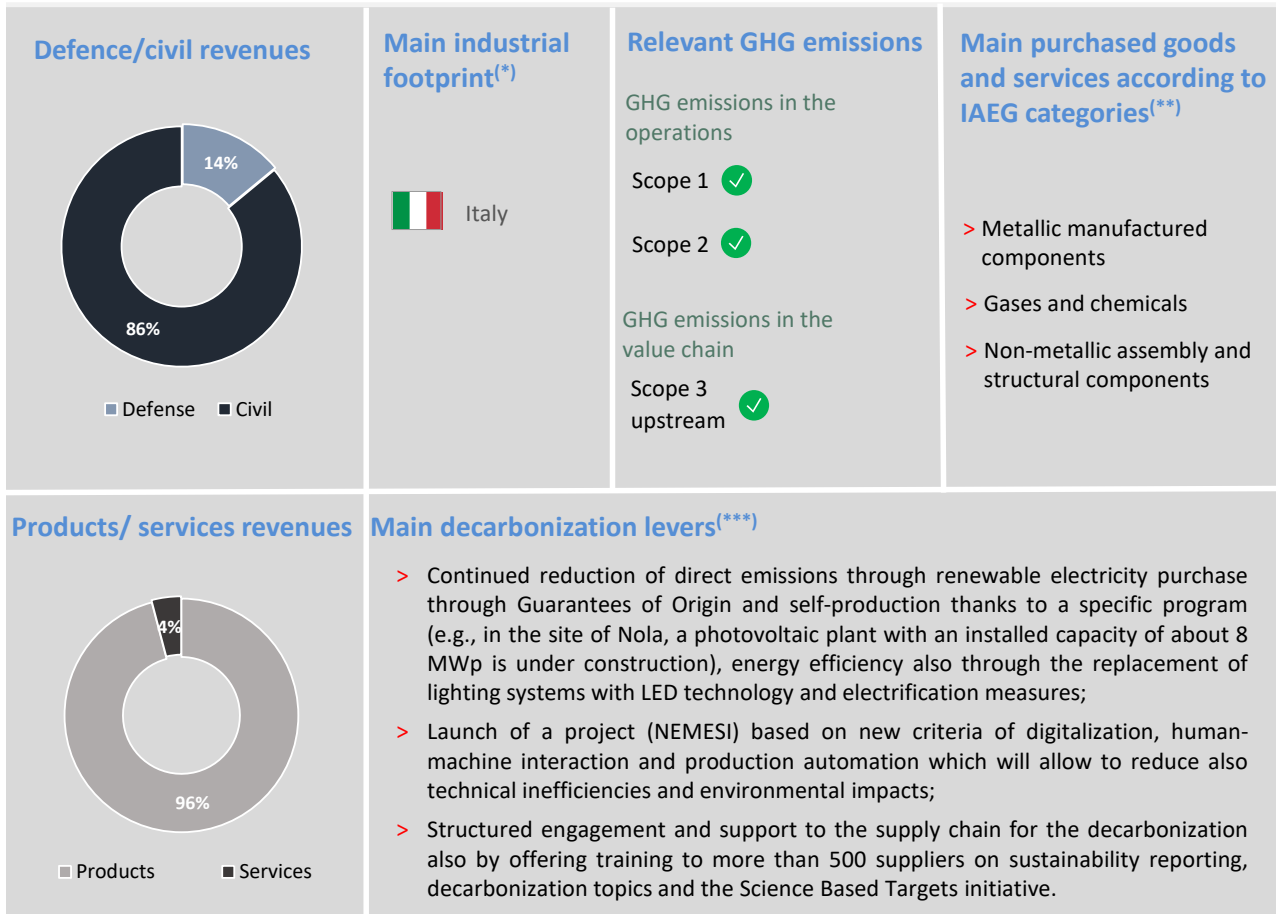 Defence/civil revenues
14%
86%
Defense
Civil
Main industrial
footprint(*)
Italy
Relevant GHG emissions
GHG emissions in the
operations
Scope 1
Scope 2
GHG emissions in the
value chain
Scope 3
upstream
Main purchased goods
and services according to
IAEG categories(**)
> Metallic manufactured
components
> Gases and chemicals
> Non-metallic assembly and
structural components
Products/ services revenues
4%
96%
Products
Services
Main decarbonization levers(***)
> Continued reduction of direct emissions through renewable electricity purchase
through Guarantees of Origin and self-production thanks to a specific program
(e.g., in the site of Nola, a photovoltaic plant with an installed capacity of about 8
MWp is under construction), energy efficiency also through the replacement of
lighting systems with LED technology and electrification measures;
> Launch of a project (NEMESI) based on new criteria of digitalization, human-
machine interaction and production automation which will allow to reduce also
technical inefficiencies and environmental impacts;
> Structured engagement and support to the supply chain for the decarbonization
also by offering training to more than 500 suppliers on sustainability reporting,
decarbonization topics and the Science Based Targets initiative.